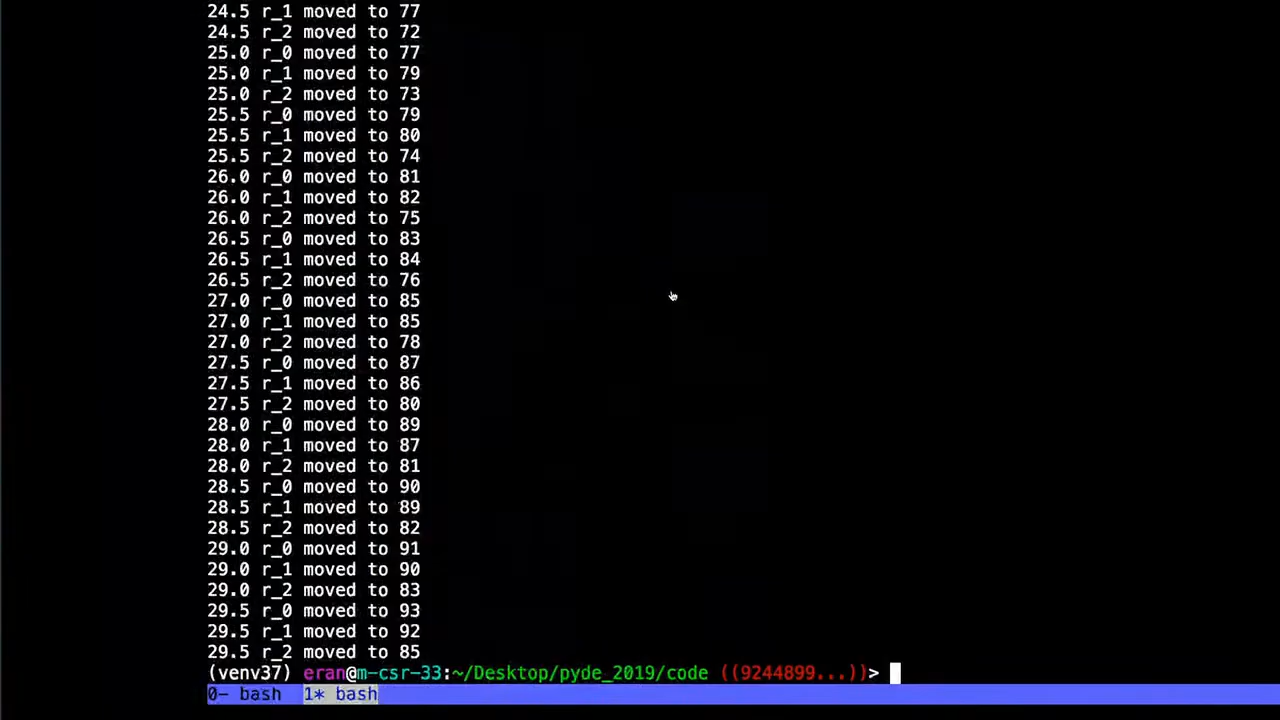 24.5 r_1 moved to 77
24.5 r_2 moved to 72
25.0 r_0 moved to 77
25.0 r_1 moved to 79
25.0 r_2 moved to 73
25.5 r_0 moved to 79
25.5 r_1 moved to 80
25.5 r_2 moved to 74
26.0 r_0 moved to 81
26.0 r_1 moved to 82
26.0 r_2 moved to 75
26.5 r_0 moved to 83
26.5 r_1 moved to 84
26.5 r_2 moved to 76
27.0 r_0 moved to 85
27.0 r_1 moved to 85
27.0 r_2 moved to 78
27.5 r_0 moved to 87
27.5 r_1 moved to 86
27.5 r_2 moved to 80
28.0 r_0 moved to 89
28.0 r_1 moved to 87
28.0 r_2 moved to 81
28.5 r_0 moved to 90
28.5 r_1 moved to 89
28.5 r_2 moved to 82
29.0 r_0 moved to 91
29.0 r_1 moved to 90
29.0 r_2 moved to 83
29.5 r_0 moved to 93
29.5 r_1 moved to 92
29.5 r_2 moved to 85
(venv37) eran@m-csr-33:~/Desktop/pyde_2019/code ((9244899...))>
0- bash  1* bash